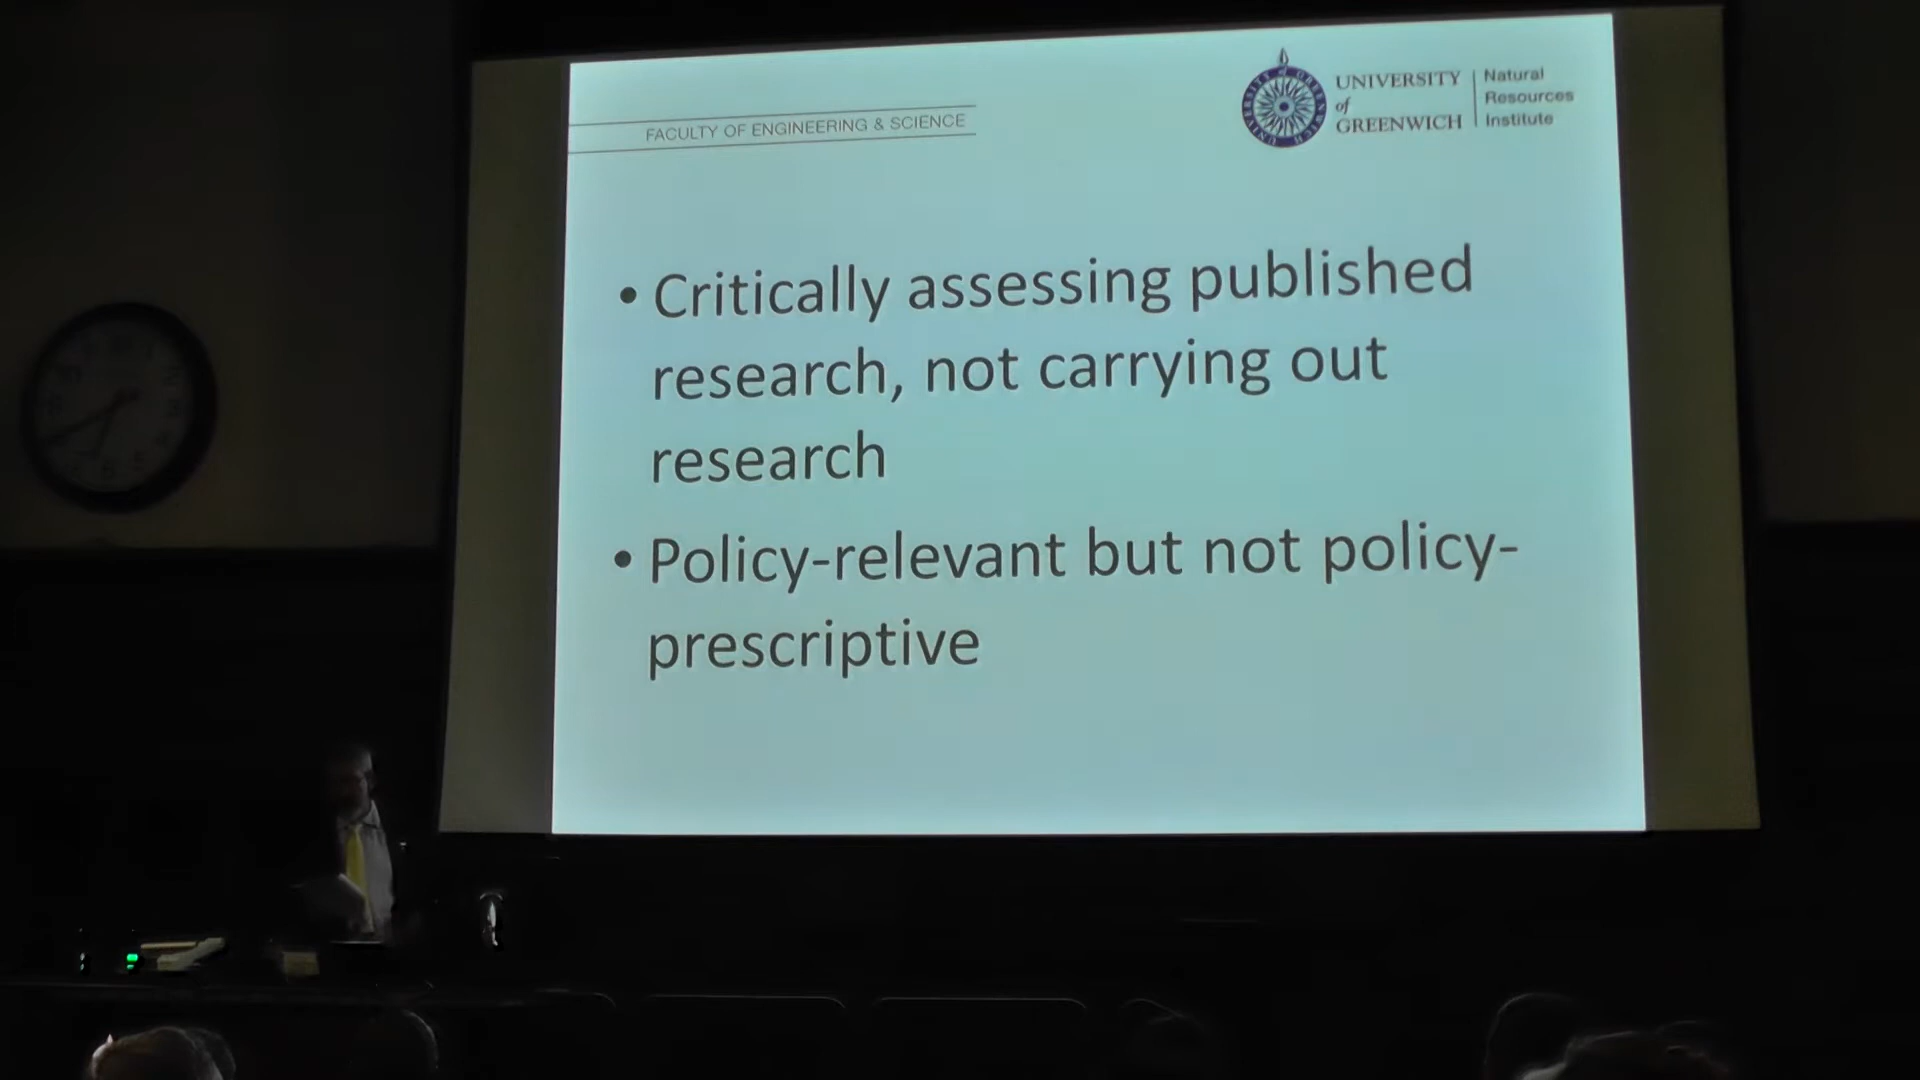 FACULTY OF ENGINEERING & SCIENCE
UNIVERSITY
of
GREENWICH
Natural
Resources
Institute
• Critically assessing published
research, not carrying out
research
• Policy-relevant but not policy-
prescriptive